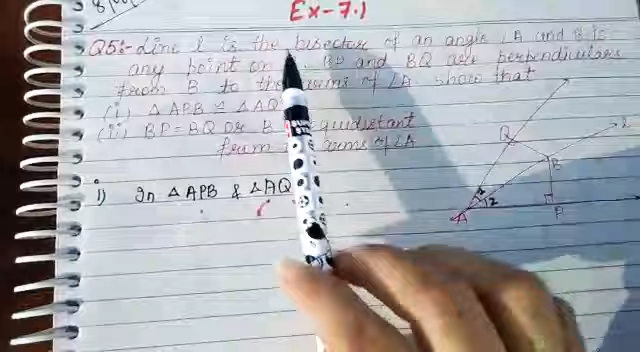 8
Ex-7.1
Q5:- Line l is the bisector of an angle ∠A and B is
any point on BP and BQ are perpendiculars
from B to the arms of ∠A show that
(i) △APB ≅ △AQ
(ii) BP = BQ Or B equidistant
from arms of ∠A
i) In △APB & △AQ
Q
l
B
A
1
2
P